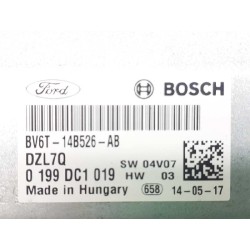 Ford
BOSCH
BV6T-14B526-AB
DZL7Q SW 04V07
0 199 DC1 019 HW 03
Made in Hungary 658 14-05-17